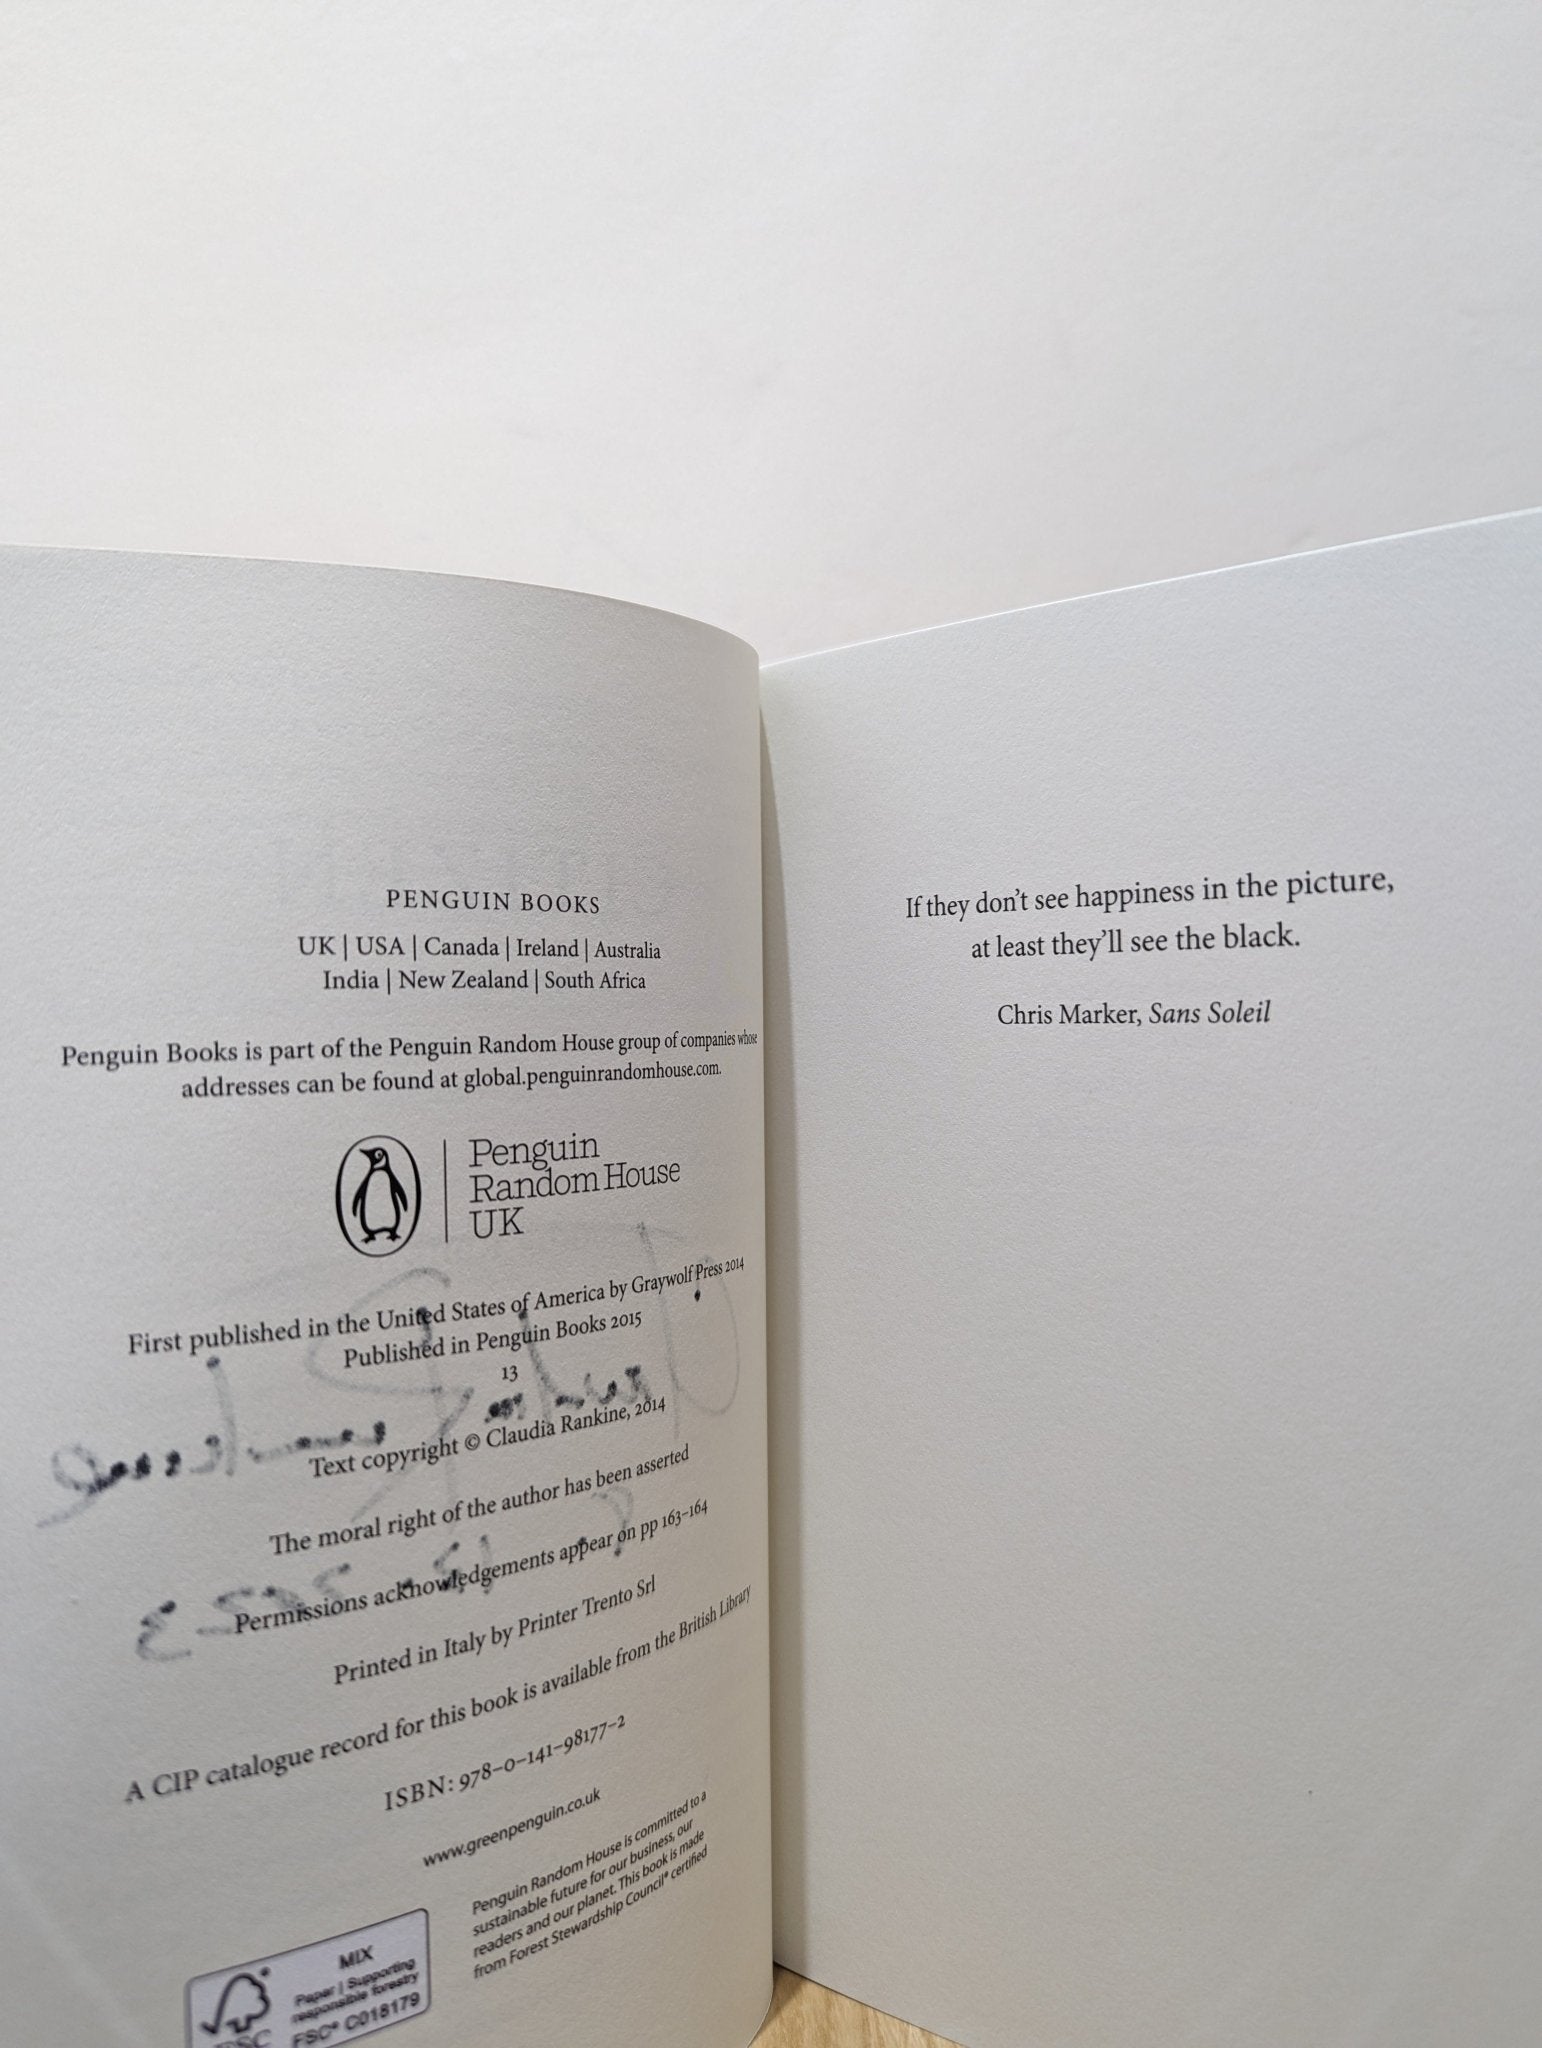 PENGUIN BOOKS
UK | USA | Canada | Ireland | Australia
India | New Zealand | South Africa
Penguin Books is part of the Penguin Random House group of companies whose
addresses can be found at global.penguinrandomhouse.com.
Penguin
Random House
UK
First published in the United States of America by Graywolf Press 2014
Published in Penguin Books 2015
13
Text copyright © Claudia Rankine, 2014
The moral right of the author has been asserted
Permissions acknowledgements appear on pp 163–164
Printed in Italy by Printer Trento Srl
A CIP catalogue record for this book is available from the British Library
ISBN: 978–0–141–98177–2
www.greenpenguin.co.uk
MIX
Paper | Supporting
responsible forestry
FSC® C018179
FSC
Penguin Random House is committed to a
sustainable future for our business, our
readers and our planet. This book is made
from Forest Stewardship Council® certified
If they don't see happiness in the picture,
at least they'll see the black.
Chris Marker, Sans Soleil